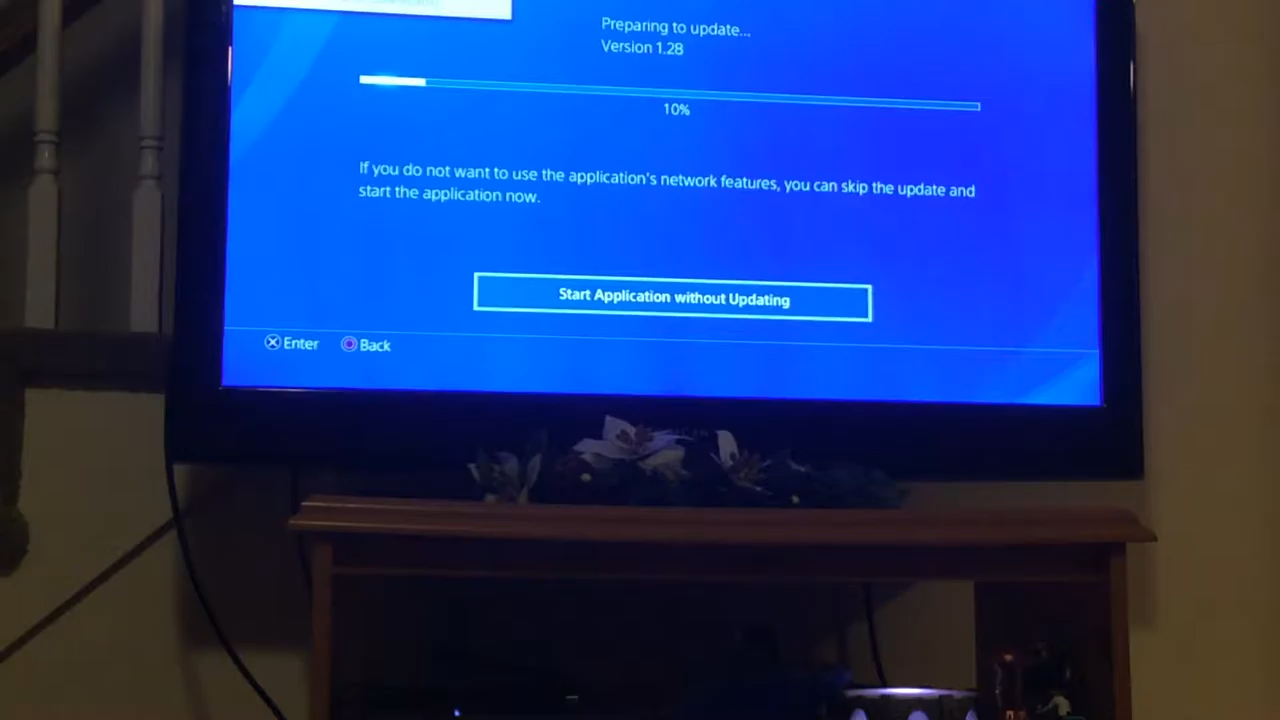 Preparing to update...
Version 1.28
10%
If you do not want to use the application's network features, you can skip the update and
start the application now.
Start Application without Updating
Enter Back